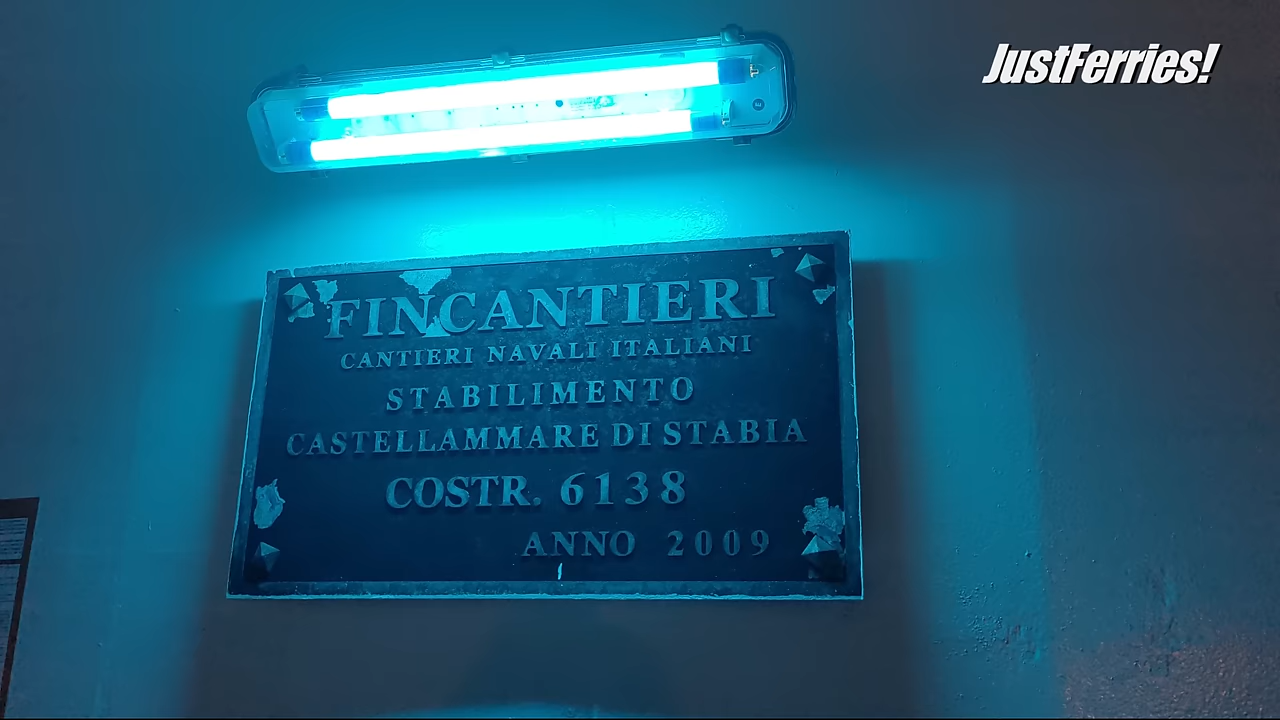 JustFerries!
FINCANTIERI
CANTIERI NAVALI ITALIANI
STABILIMENTO
CASTELLAMMARE DI STABIA
COSTR. 6138
ANNO 2009